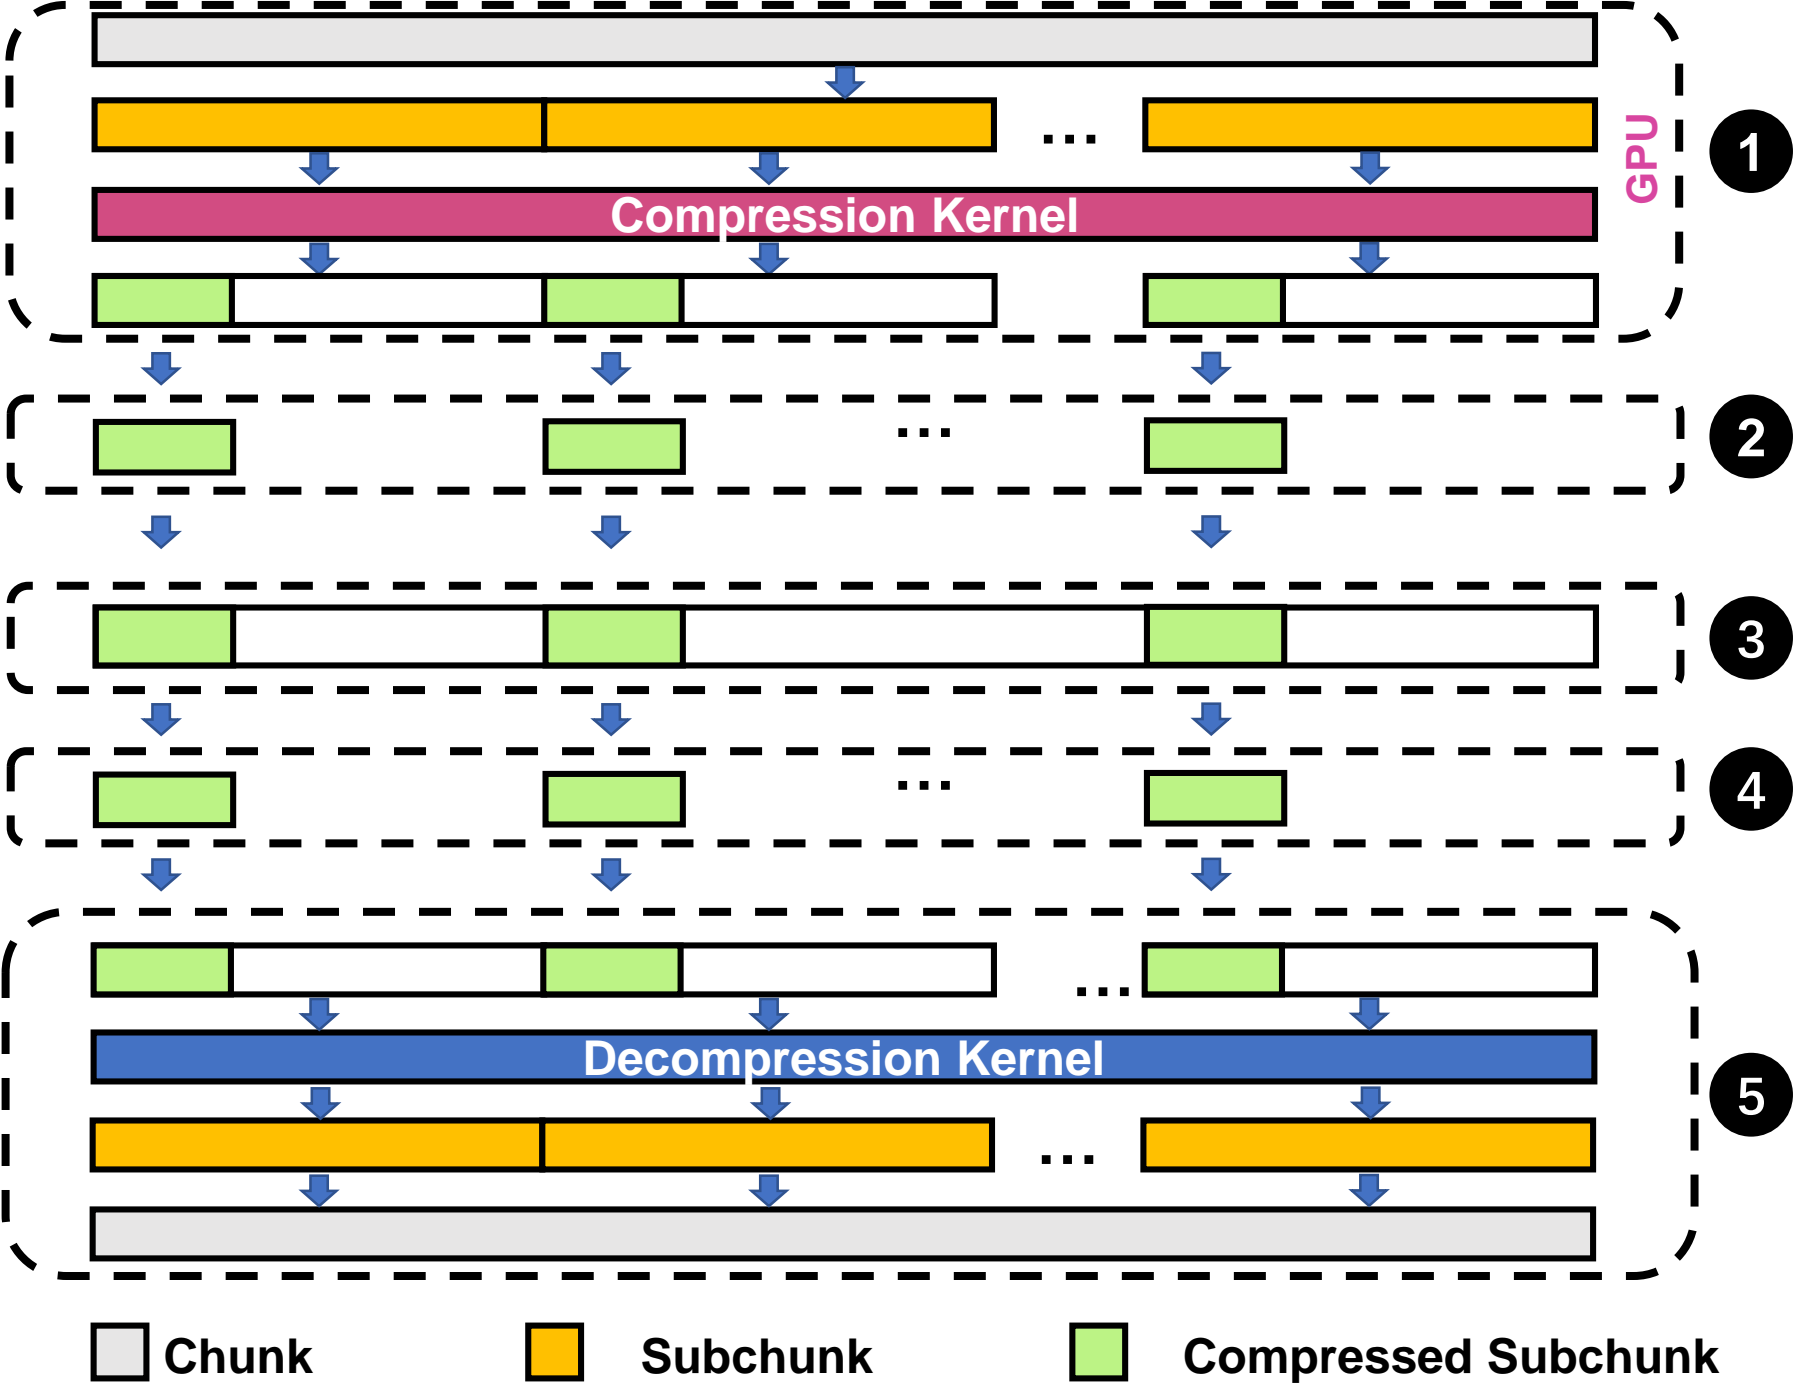 ...
GPU
1
Compression Kernel
...
2
3
...
4
...
Decompression Kernel
5
...
Chunk
Subchunk
Compressed Subchunk